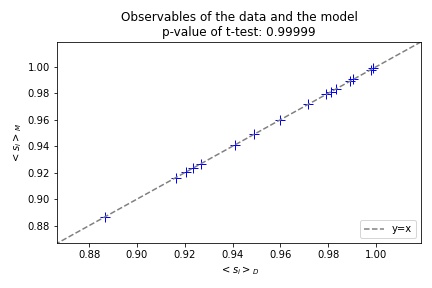 Observables of the data and the model
p-value of t-test: 0.99999
1.00
0.98
0.96
0.94
0.92
0.90
0.88
< s_i >_M
0.88 0.90 0.92 0.94 0.96 0.98 1.00
< s_i >_D
y=x